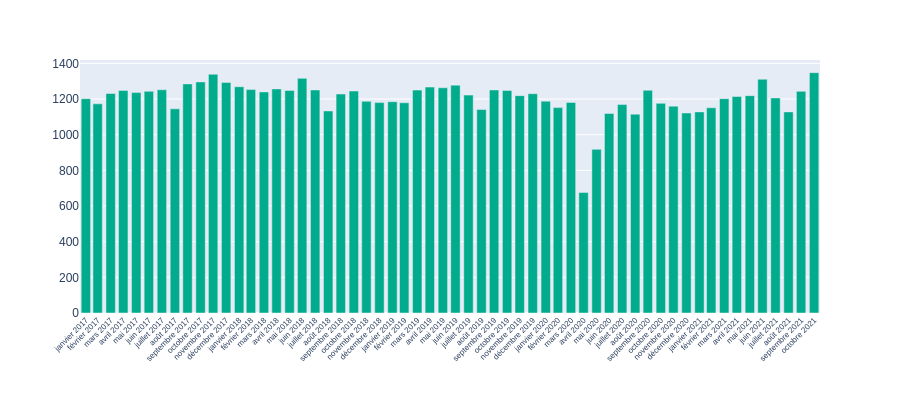 1400
1200
1000
800
600
400
200
0
janvier 2017
février 2017
mars 2017
avril 2017
mai 2017
juin 2017
juillet 2017
août 2017
septembre 2017
octobre 2017
novembre 2017
décembre 2017
janvier 2018
février 2018
mars 2018
avril 2018
mai 2018
juin 2018
juillet 2018
août 2018
septembre 2018
octobre 2018
novembre 2018
décembre 2018
janvier 2019
février 2019
mars 2019
avril 2019
mai 2019
juin 2019
juillet 2019
août 2019
septembre 2019
octobre 2019
novembre 2019
décembre 2019
janvier 2020
février 2020
mars 2020
avril 2020
mai 2020
juin 2020
juillet 2020
août 2020
septembre 2020
octobre 2020
novembre 2020
décembre 2020
janvier 2021
février 2021
mars 2021
avril 2021
mai 2021
juin 2021
juillet 2021
août 2021
septembre 2021
octobre 2021